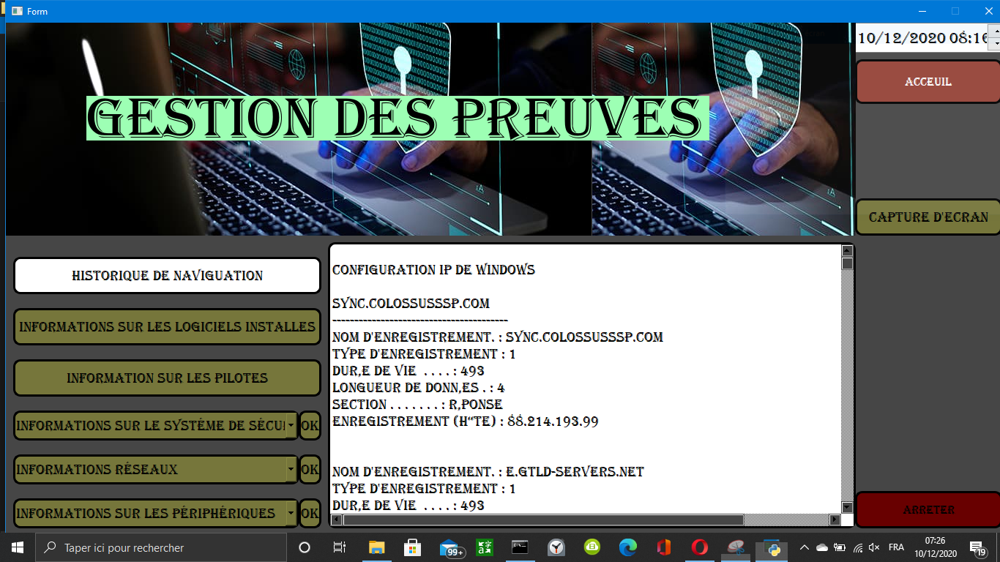 Form
GESTION DES PREUVES
10/12/2020 08:16
ACCEUIL
CAPTURE D'ECRAN
HISTORIQUE DE NAVIGUATION
INFORMATIONS SUR LES LOGICIELS INSTALLES
INFORMATION SUR LES PILOTES
INFORMATIONS SUR LE SYSTÉME DE SÉCU
OK
INFORMATIONS RÉSEAUX
OK
INFORMATIONS SUR LES PÉRIPHÉRIQUES
OK
CONFIGURATION IP DE WINDOWS
SYNC.COLOSSUSSSP.COM
----------------------------------------
NOM D'ENREGISTREMENT. : SYNC.COLOSSUSSSP.COM
TYPE D'ENREGISTREMENT : 1
DUR‚E DE VIE . . . . : 493
LONGUEUR DE DONN‚ES . : 4
SECTION . . . . . . . : R‚PONSE
ENREGISTREMENT (H“TE) : 88.214.193.99
NOM D'ENREGISTREMENT. : E.GTLD-SERVERS.NET
TYPE D'ENREGISTREMENT : 1
DUR‚E DE VIE . . . . : 493
ARRETER
Taper ici pour rechercher
99+
FRA
07:26
10/12/2020
19